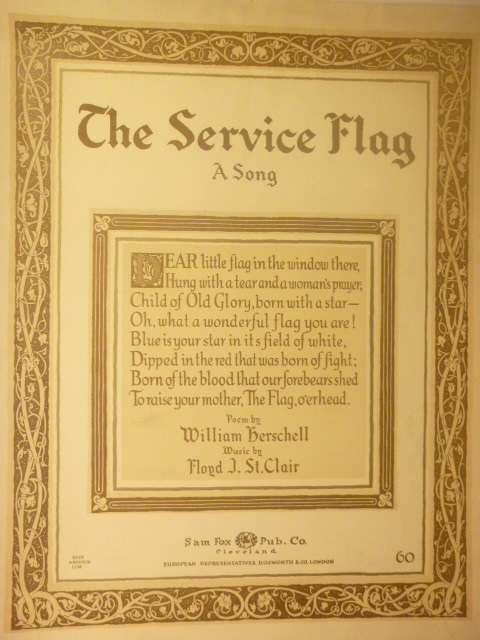 The Service Flag
A Song
DEAR little flag in the window there,
Hung with a tear and a woman's prayer;
Child of Old Glory, born with a star—
Oh, what a wonderful flag you are!
Blue is your star in its field of white,
Dipped in the red that was born of fight;
Born of the blood that our forebears shed
To raise your mother, The Flag, o'erhead.
Poem by
William Herschell
Music by
Floyd J. St. Clair
Sam Fox Pub. Co.
Cleveland
EUROPEAN REPRESENTATIVES, BOSWORTH & CO. LONDON
HIGH
MEDIUM
LOW
60